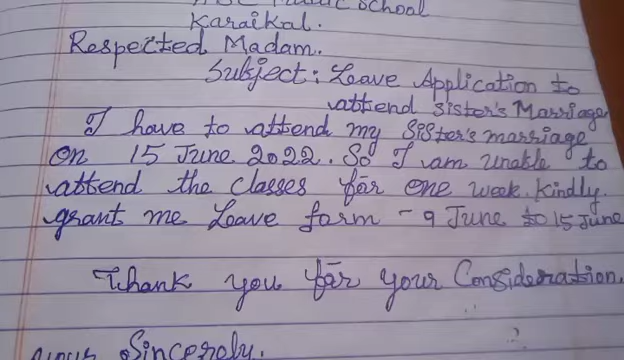 School
Karaikal.
Respected Madam.
Subject: Leave Application to
attend sister's Marriage
I have to attend my Sister's marriage
on 15 June 2022. So I am unable to
attend the classes for one week. Kindly
grant me Leave form - 9 June to 15 June
Thank you for your Consideration.
Sincerely.